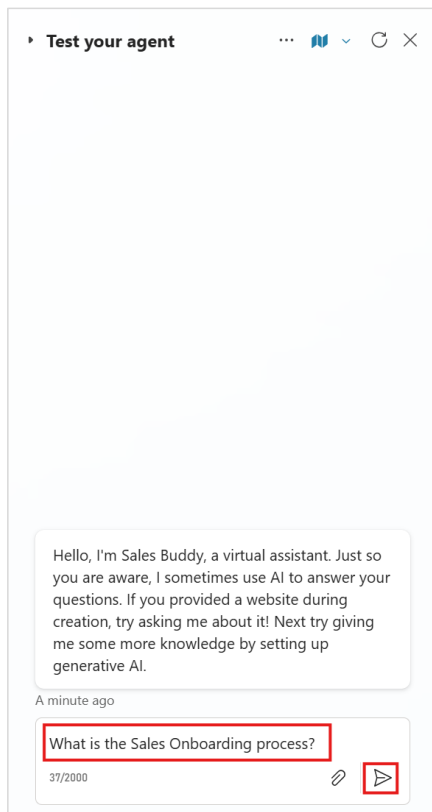 Test your agent
Hello, I'm Sales Buddy, a virtual assistant. Just so
you are aware, I sometimes use AI to answer your
questions. If you provided a website during
creation, try asking me about it! Next try giving
me some more knowledge by setting up
generative AI.
A minute ago
What is the Sales Onboarding process?
37/2000